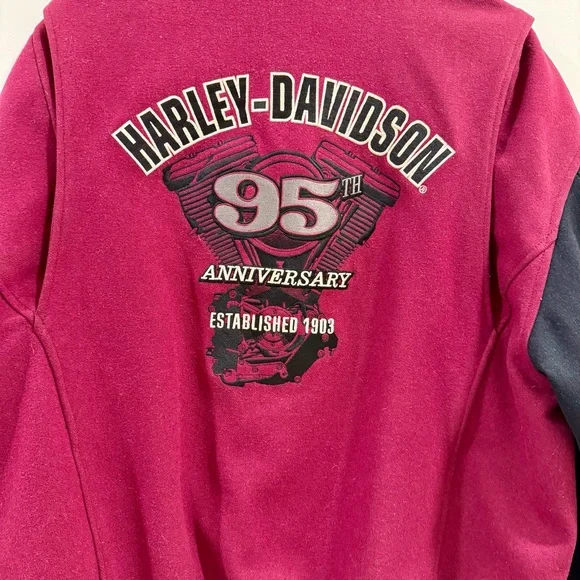 HARLEY-DAVIDSON®
95TH
ANNIVERSARY
ESTABLISHED 1903